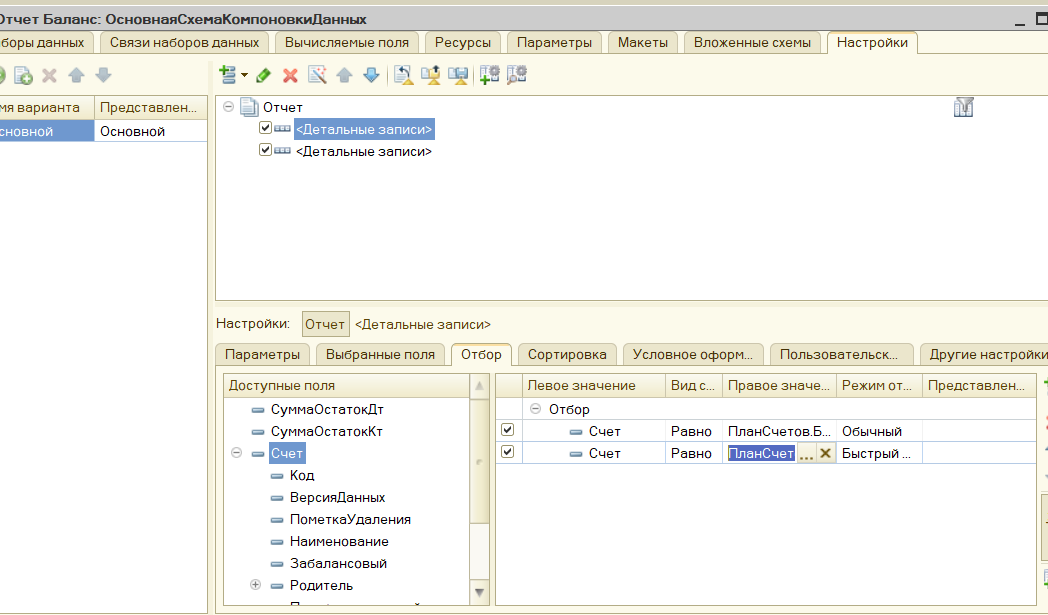 Отчет Баланс: ОсновнаяСхемаКомпоновкиДанных
боры данных Связи наборов данных Вычисляемые поля Ресурсы Параметры Макеты Вложенные схемы Настройки
мя варианта Представлен...
сновной Основной
Отчет
<Детальные записи>
<Детальные записи>
Настройки: Отчет <Детальные записи>
Параметры Выбранные поля Отбор Сортировка Условное оформ... Пользовательск... Другие настройки
Доступные поля
СуммаОстатокДт
СуммаОстатокКт
Счет
Код
ВерсияДанных
ПометкаУдаления
Наименование
Забалансовый
Родитель
Левое значение Вид с... Правое значе... Режим от... Представлен...
Отбор
Счет Равно ПланСчетов.Б... Обычный
Счет Равно ПланСчет ... Быстрый ...